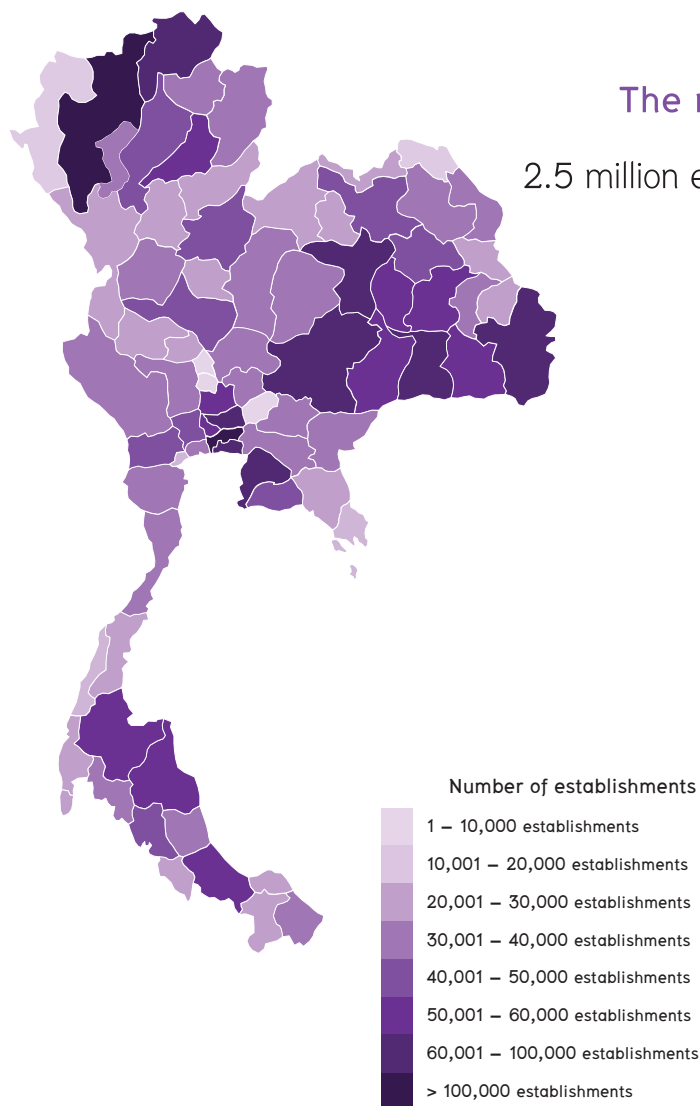 The
2.5 million
Number of establishments
1 – 10,000 establishments
10,001 – 20,000 establishments
20,001 – 30,000 establishments
30,001 – 40,000 establishments
40,001 – 50,000 establishments
50,001 – 60,000 establishments
60,001 – 100,000 establishments
> 100,000 establishments